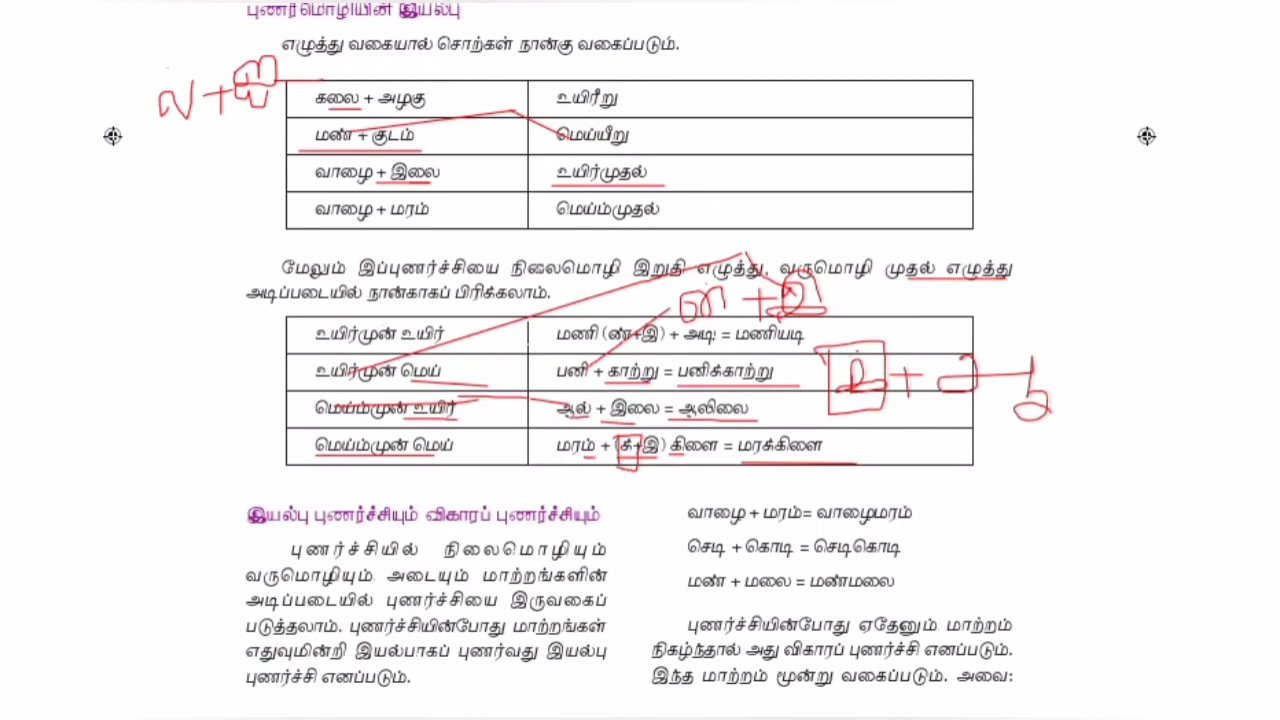 புணர்மொழியின் இயல்பு
எழுத்து வகையால் சொற்கள் நான்கு வகைப்படும்.
கலை + அழகு உயிரீறு
மண் + குடம் மெய்யீறு
வாழை + இலை உயிர்முதல்
வாழை + மரம் மெய்ம்முதல்
மேலும் இப்புணர்ச்சியை நிலைமொழி இறுதி எழுத்து, வருமொழி முதல் எழுத்து
அடிப்படையில் நான்காகப் பிரிக்கலாம்.
உயிர்முன் உயிர் மணி (ண்+இ) + அடி = மணியடி
உயிர்முன் மெய் பனி + காற்று = பனிக்காற்று
மெய்ம்முன் உயிர் ஆல் + இலை = ஆலிலை
மெய்ம்முன் மெய் மரம் + (க்+இ) கிளை = மரக்கிளை
இயல்பு புணர்ச்சியும் விகாரப் புணர்ச்சியும்
புணர்ச்சியில் நிலைமொழியும்
வருமொழியும் அடையும் மாற்றங்களின்
அடிப்படையில் புணர்ச்சியை இருவகைப்
படுத்தலாம். புணர்ச்சியின்போது மாற்றங்கள்
எதுவுமின்றி இயல்பாகப் புணர்வது இயல்பு
புணர்ச்சி எனப்படும்.
வாழை + மரம்= வாழைமரம்
செடி + கொடி = செடிகொடி
மண் + மலை = மண்மலை
புணர்ச்சியின்போது ஏதேனும் மாற்றம்
நிகழ்ந்தால் அது விகாரப் புணர்ச்சி எனப்படும்.
இந்த மாற்றம் மூன்று வகைப்படும். அவை: